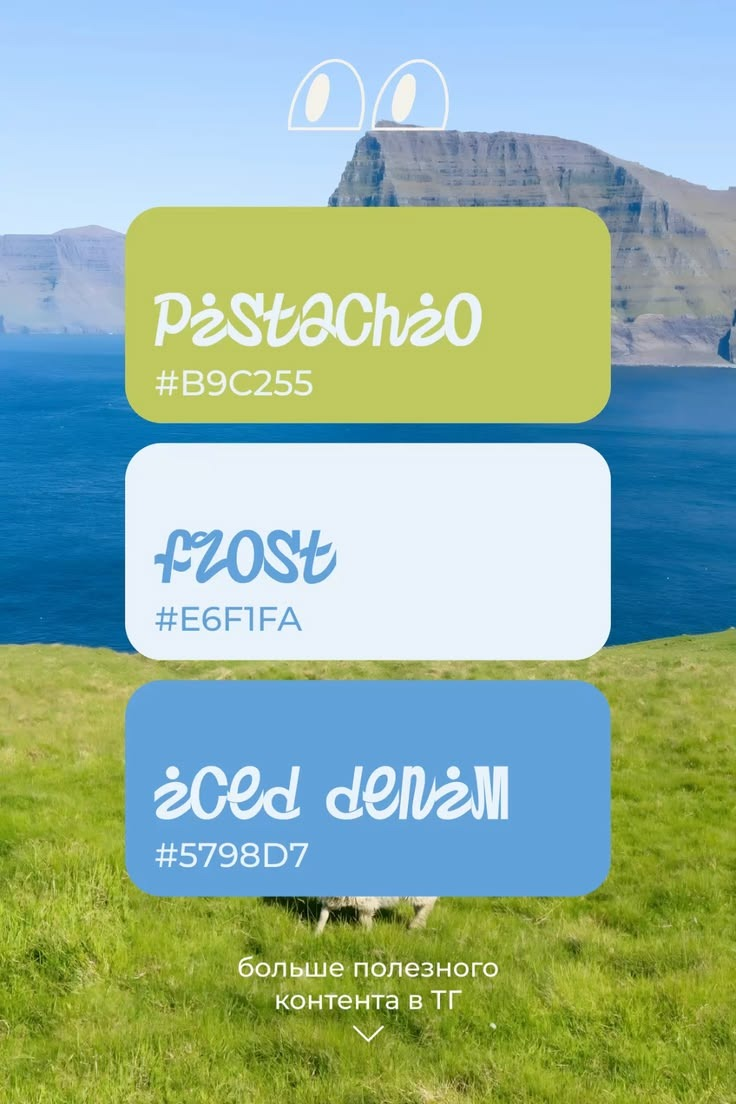 Pistachio
#B9C255
frost
#E6F1FA
iced denim
#5798D7
больше полезного
контента в ТГ